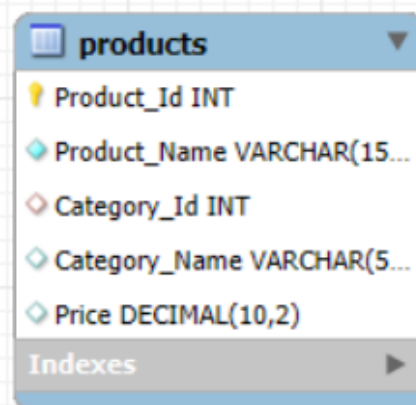 products
Product_Id INT
Product_Name VARCHAR(15...
Category_Id INT
Category_Name VARCHAR(5...
Price DECIMAL(10,2)
Indexes